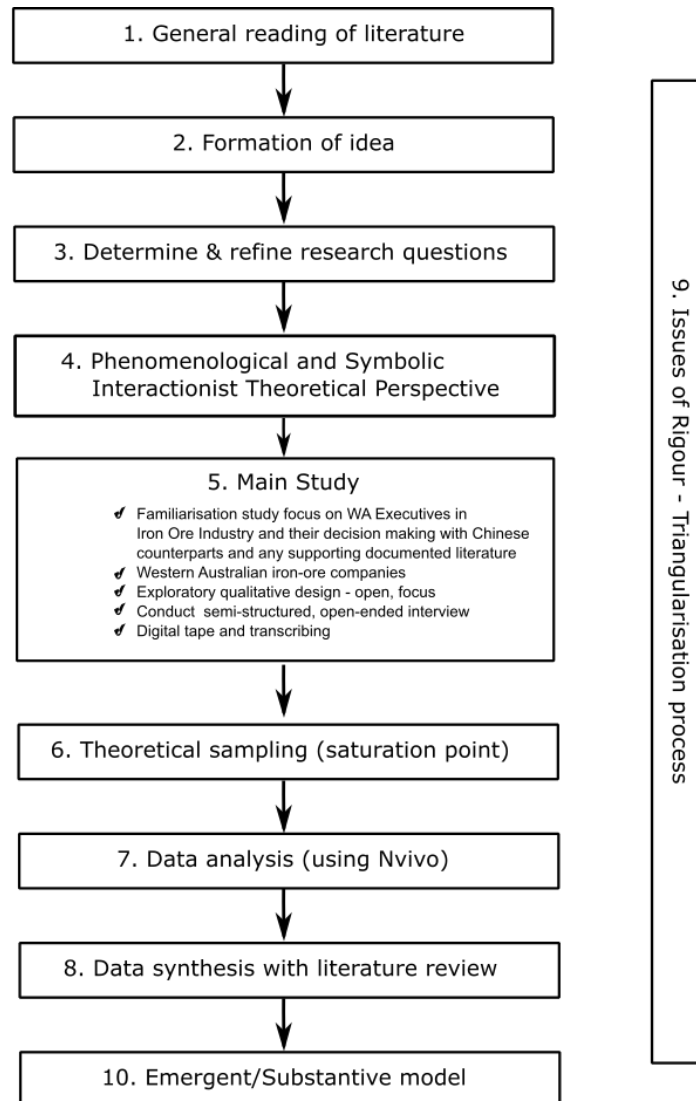 1. General reading of literature
2. Formation of idea
3. Determine & refine research questions
4. Phenomenological and Symbolic
Interactionist Theoretical Perspective
5. Main Study
Familiarisation study focus on WA Executives in
Iron Ore Industry and their decision making with Chinese
counterparts and any supporting documented literature
Western Australian iron-ore companies
Exploratory qualitative design - open, focus
Conduct semi-structured, open-ended interview
Digital tape and transcribing
6. Theoretical sampling (saturation point)
7. Data analysis (using Nvivo)
8. Data synthesis with literature review
9. Issues of Rigour - Triangularisation process
10. Emergent/Substantive model